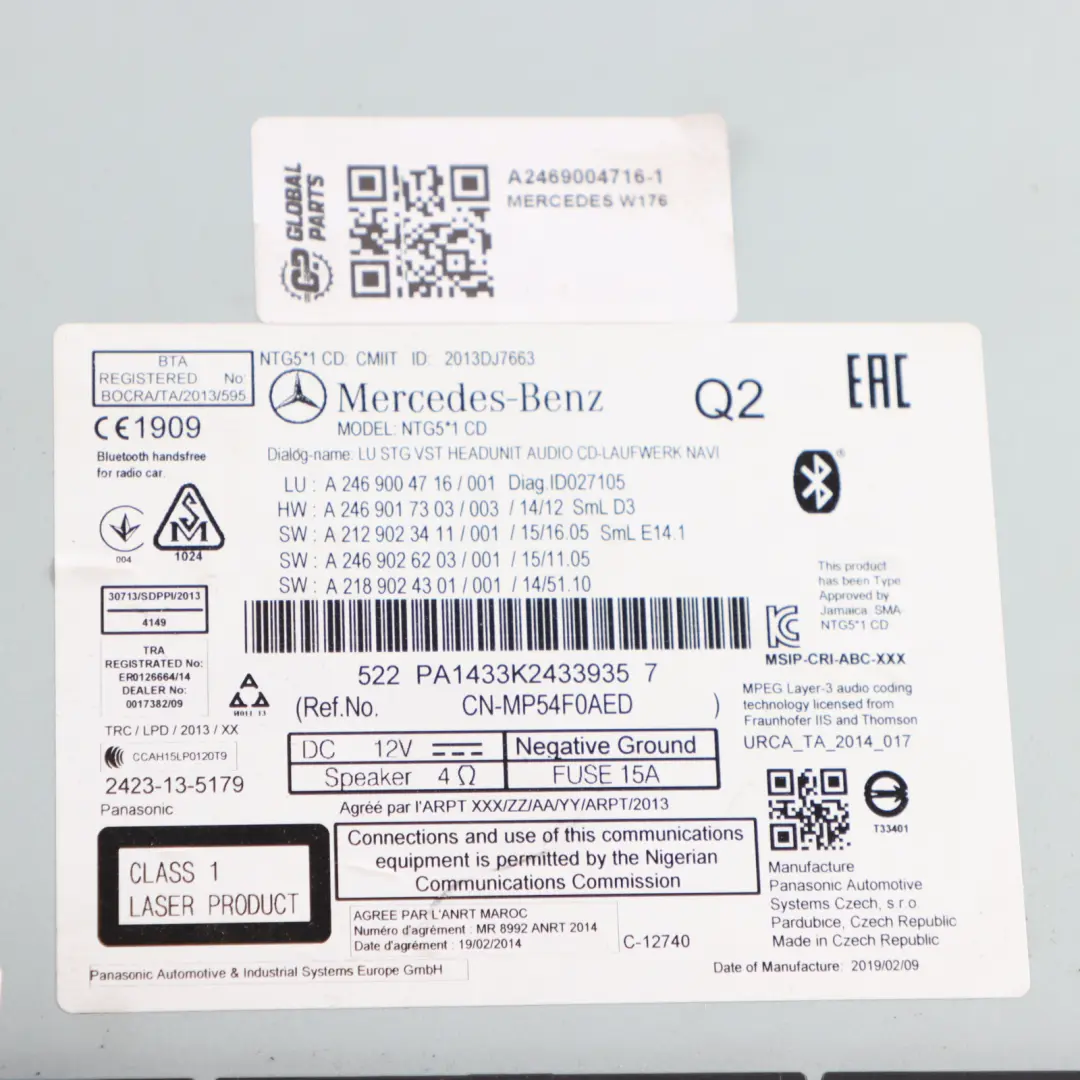 GLOBAL
PARTS
GP
A2469004716-1
MERCEDES W176
BTA
REGISTERED No:
BOCRA/TA/2013/595
NTG5*1 CD CMIIT ID: 2013DJ7663
Mercedes-Benz
MODEL: NTG5*1 CD
Q2
EAC
CE1909
Bluetooth handsfree
for radio car.
Dialog-name: LU STG VST HEADUNIT AUDIO CD-LAUFWERK NAVI
LU : A 246 900 47 16 / 001 Diag.ID027105
HW : A 246 901 73 03 / 003 / 14/12 SmL D3
SW : A 212 902 34 11 / 001 / 15/16.05 SmL E14.1
SW : A 246 902 62 03 / 001 / 15/11.05
SW : A 218 902 43 01 / 001 / 14/51.10
004
SM
1024
30713/SDPPI/2013
4149
This product
has been Type
Approved by
Jamaica: SMA
NTG5*1 CD
KC
MSIP-CRI-ABC-XXX
TRA
REGISTRATED No:
ER0126664/14
DEALER No:
0017382/09
522 PA1433K2433935 7
(Ref.No. CN-MP54F0AED )
MPEG Layer-3 audio coding
technology licensed from
Fraunhofer IIS and Thomson
URCA_TA_2014_017
TRC / LPD / 2013 / XX
CCAH15LP0120T9
2423-13-5179
Panasonic
DC 12V
Negative Ground
Speaker 4 Ω
FUSE 15A
Agréé par l'ARPT XXX/ZZ/AA/YY/ARPT/2013
T33401
CLASS 1
LASER PRODUCT
Connections and use of this communications
equipment is permitted by the Nigerian
Communications Commission
AGREE PAR L'ANRT MAROC
Numéro d'agrément : MR 8992 ANRT 2014
Date d'agrément : 19/02/2014
C-12740
Manufacture
Panasonic Automotive
Systems Czech, s.r.o
Pardubice, Czech Republic
Made in Czech Republic
Panasonic Automotive & Industrial Systems Europe GmbH
Date of Manufacture: 2019/02/09